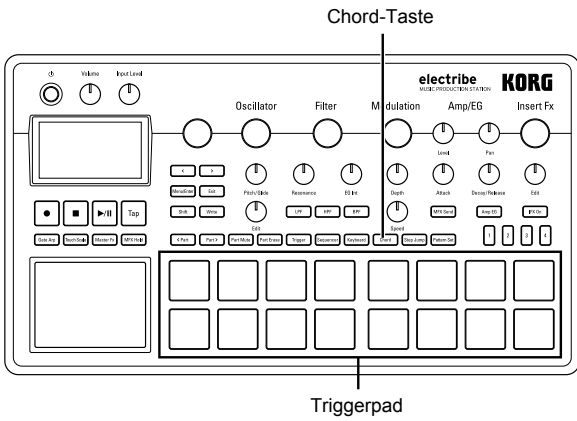 Chord-Taste
electribe
MUSIC PRODUCTION STATION
KORG
Volume Input Level
Oscillator Filter Modulation Amp/EG Insert Fx
Level Pan
< >
Menu/Enter Exit
Pitch/Glide Resonance EG Int Depth Attack Decay/Release Edit
Shift Write
LPF HPF BPF
MFX Send Amp EG IFX On
Tap
Edit Speed
Gate Arp Touch Scale Master Fx MFX Hold
< Part Part > Part Mute Part Erase Trigger Sequencer Keyboard Chord Step Jump Pattern Set
1 2 3 4
Triggerpad